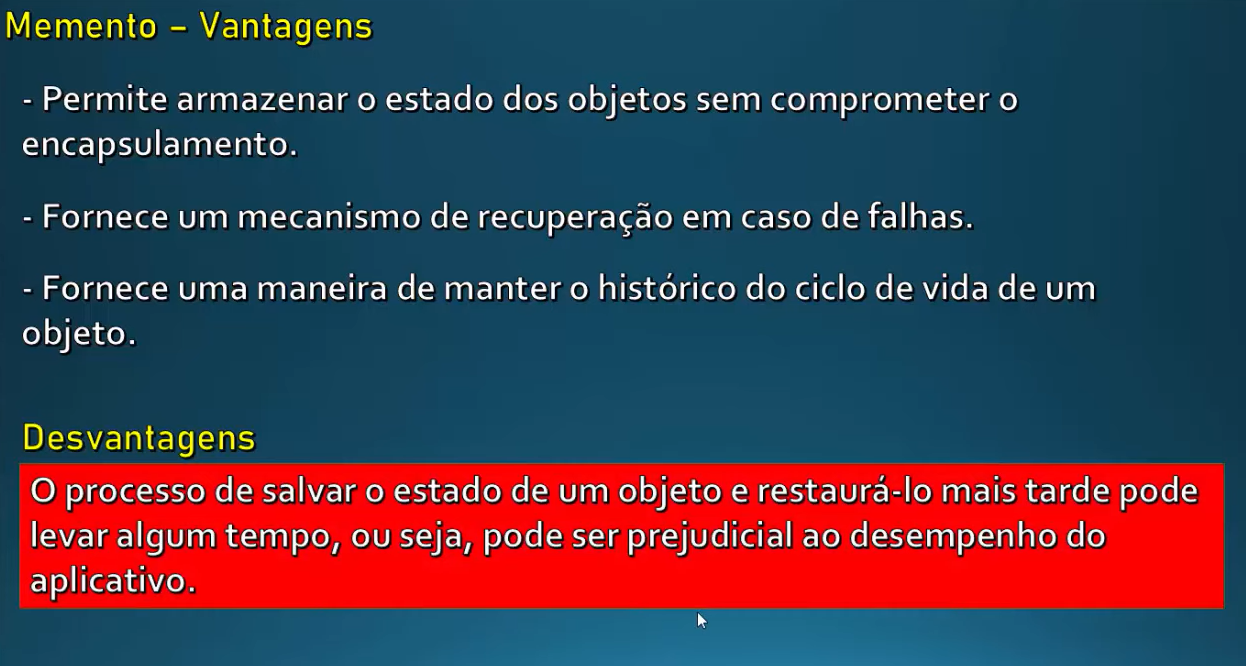 Memento – Vantagens
- Permite armazenar o estado dos objetos sem comprometer o
encapsulamento.
- Fornece um mecanismo de recuperação em caso de falhas.
- Fornece uma maneira de manter o histórico do ciclo de vida de um
objeto.
Desvantagens
O processo de salvar o estado de um objeto e restaurá-lo mais tarde pode
levar algum tempo, ou seja, pode ser prejudicial ao desempenho do
aplicativo.